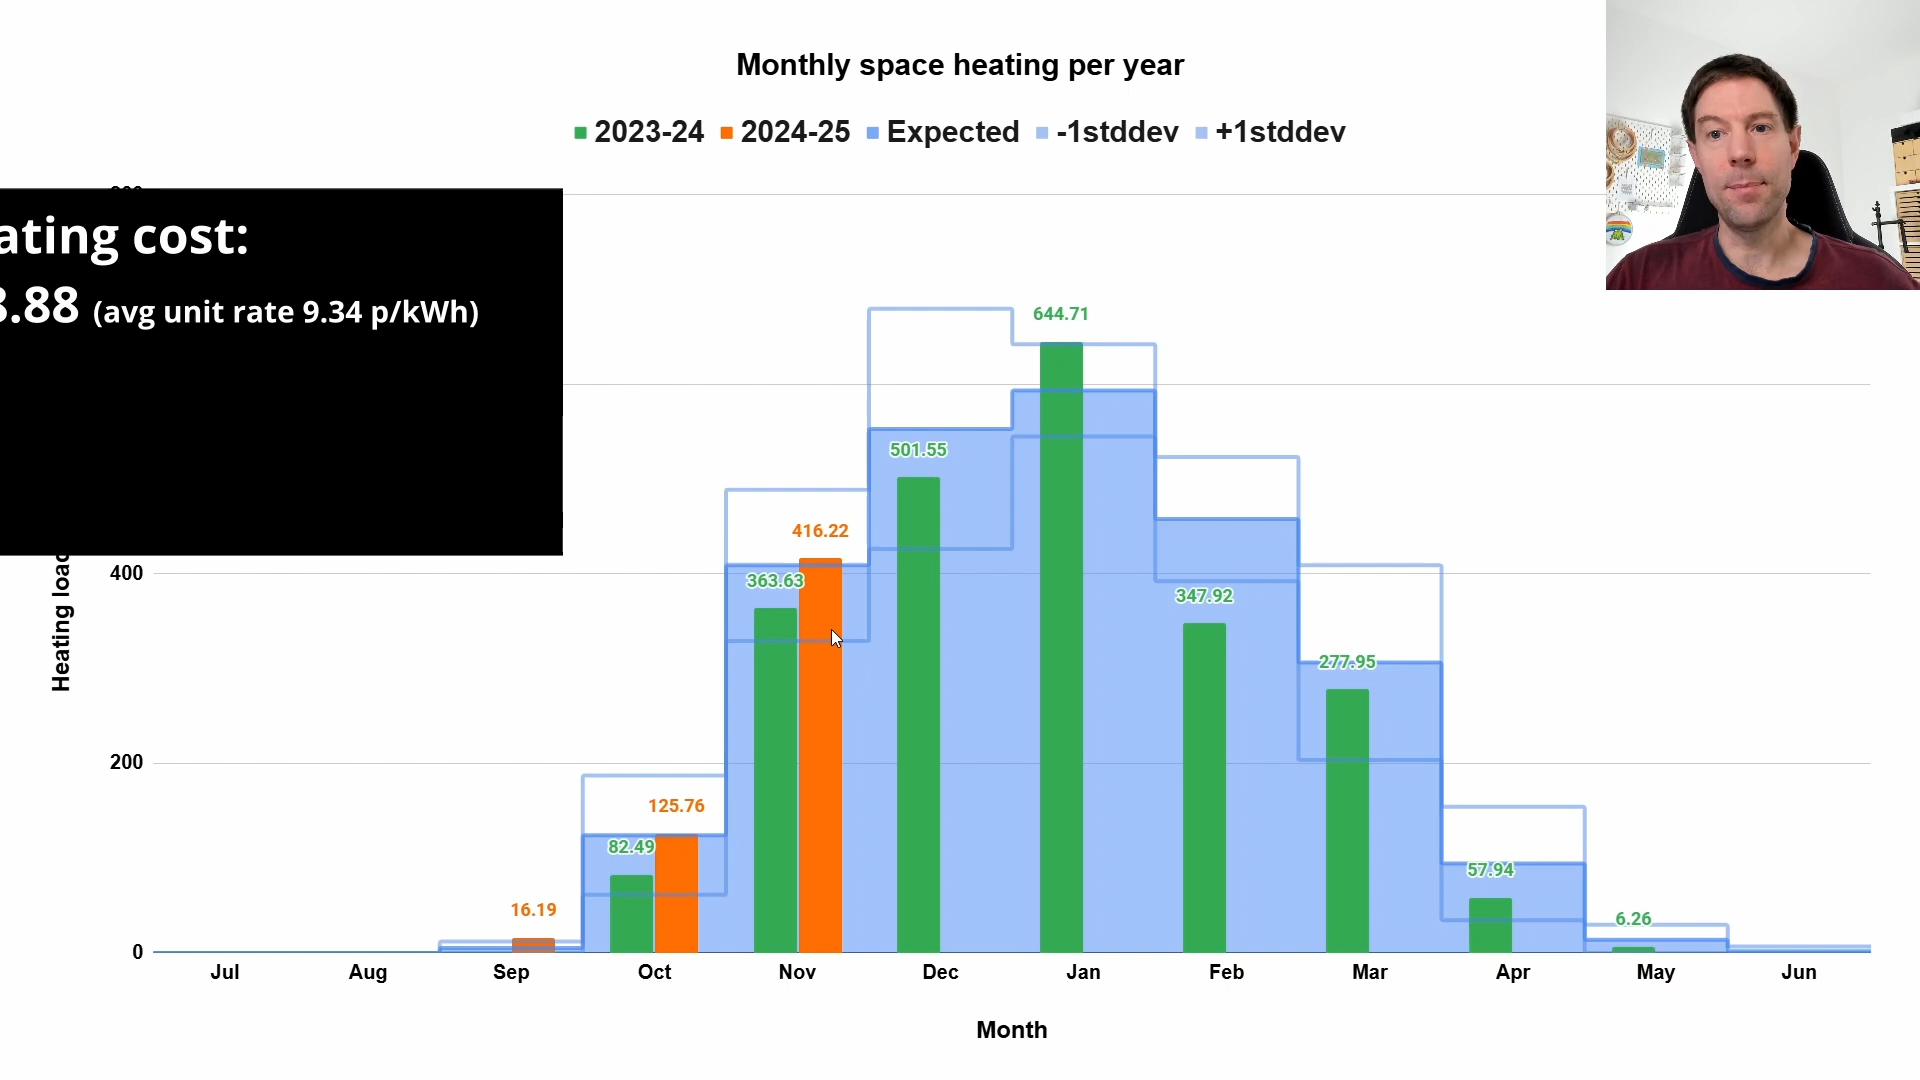 Monthly space heating per year
2023-24 2024-25 Expected -1stddev +1stddev
ating cost:
3.88 (avg unit rate 9.34 p/kWh)
644.71
501.55
416.22
363.63
347.92
277.95
125.76
82.49
57.94
16.19
6.26
400
200
0
Heating load
Jul Aug Sep Oct Nov Dec Jan Feb Mar Apr May Jun
Month